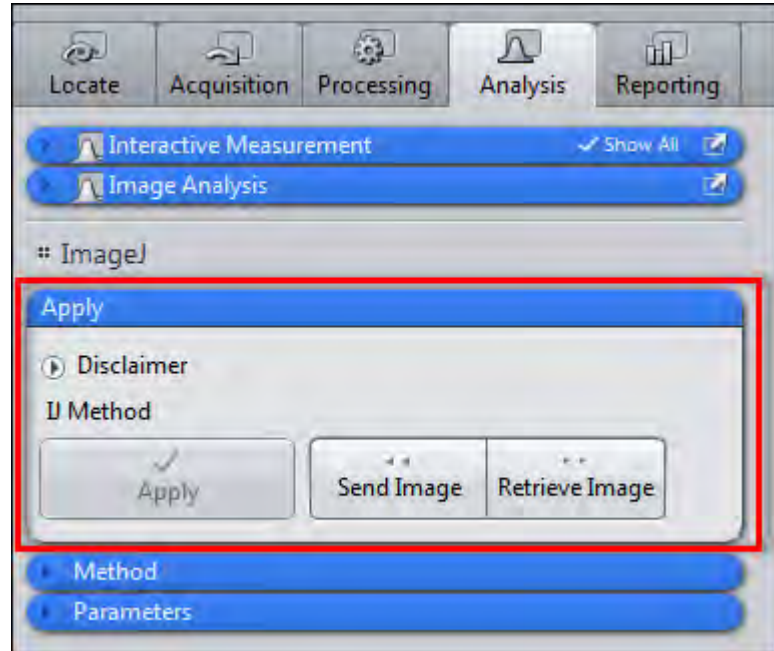 Locate Acquisition Processing Analysis Reporting
Interactive Measurement Show All
Image Analysis
ImageJ
Apply
Disclaimer
IJ Method
Apply Send Image Retrieve Image
Method
Parameters